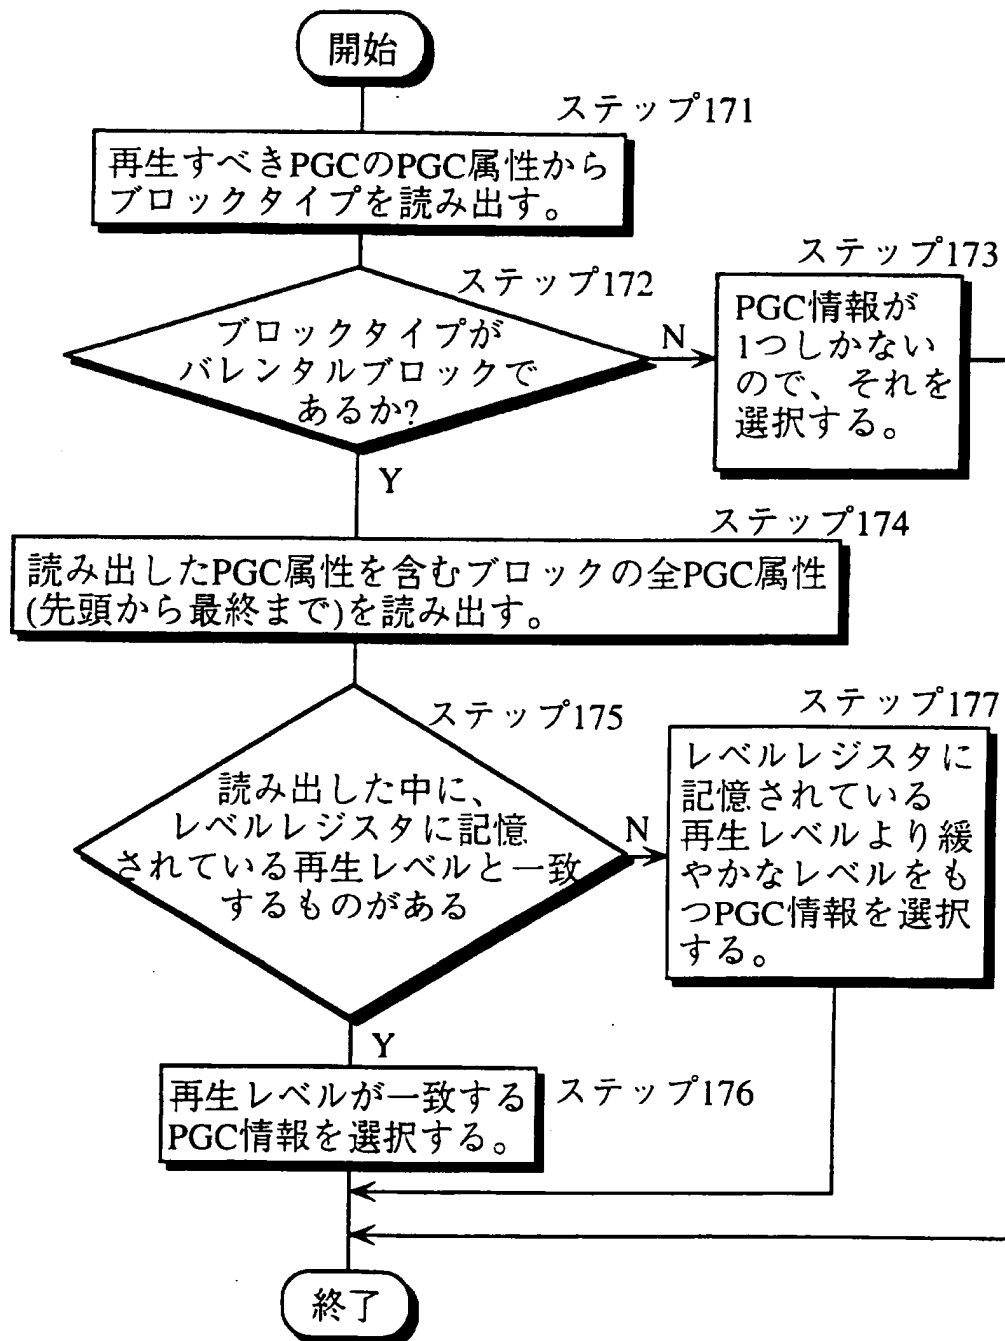 開始
ステップ171
再生すべきPGCのPGC属性から
ブロックタイプを読み出す。
ステップ172
ブロックタイプが
バレンタルブロックで
あるか?
N
Y
ステップ173
PGC情報が
1つしかない
ので、それを
選択する。
ステップ174
読み出したPGC属性を含むブロックの全PGC属性
(先頭から最終まで)を読み出す。
ステップ175
読み出した中に、
レベルレジスタに記憶
されている再生レベルと一致
するものがある
N
Y
ステップ177
レベルレジスタに
記憶されている
再生レベルより緩
やかなレベルをも
つPGC情報を選択
する。
再生レベルが一致する
PGC情報を選択する。
ステップ176
終了